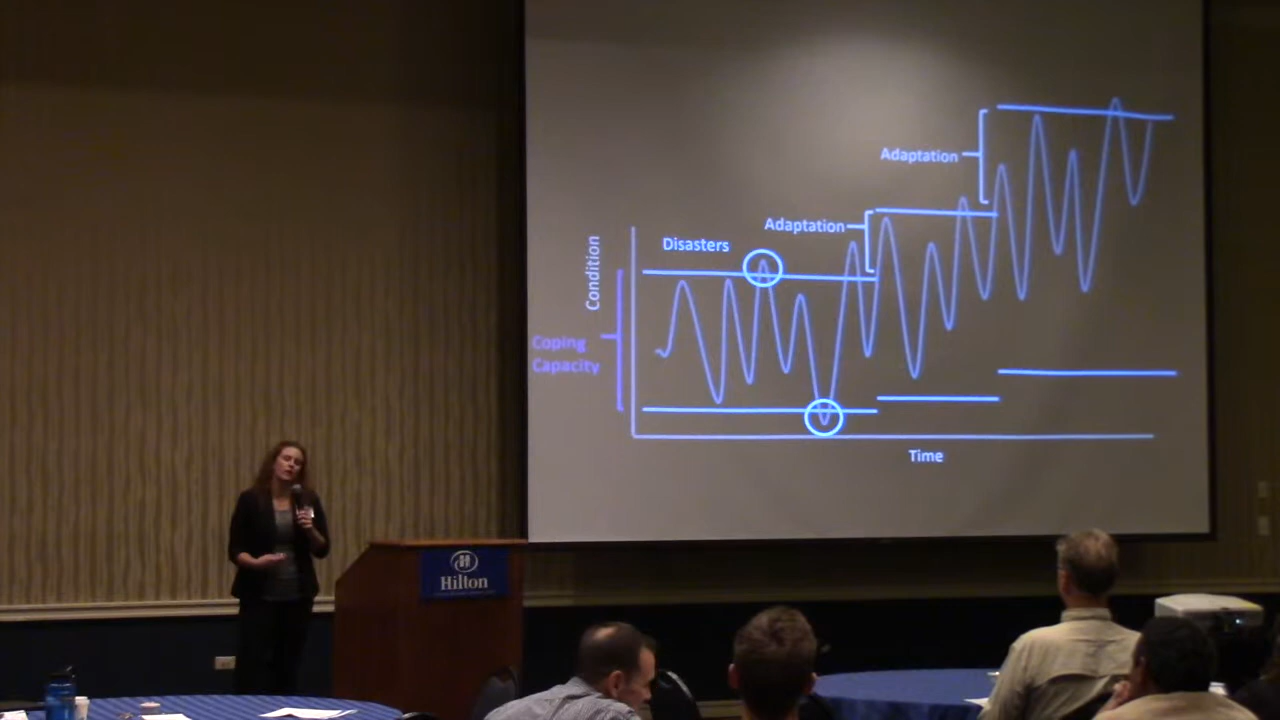 Adaptation
Adaptation
Disasters
Condition
Coping
Capacity
Time
Hilton